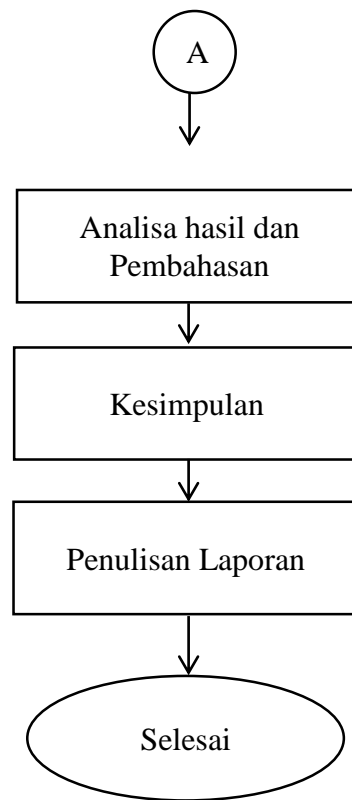 A
Analisa hasil dan
Pembahasan
Kesimpulan
Penulisan Laporan
Selesai